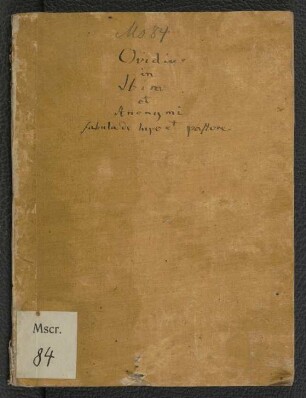 Ms 84
Ovidius
in
Ibim
et
Anonymi
fabula de lupo et pastore
Mscr.
84